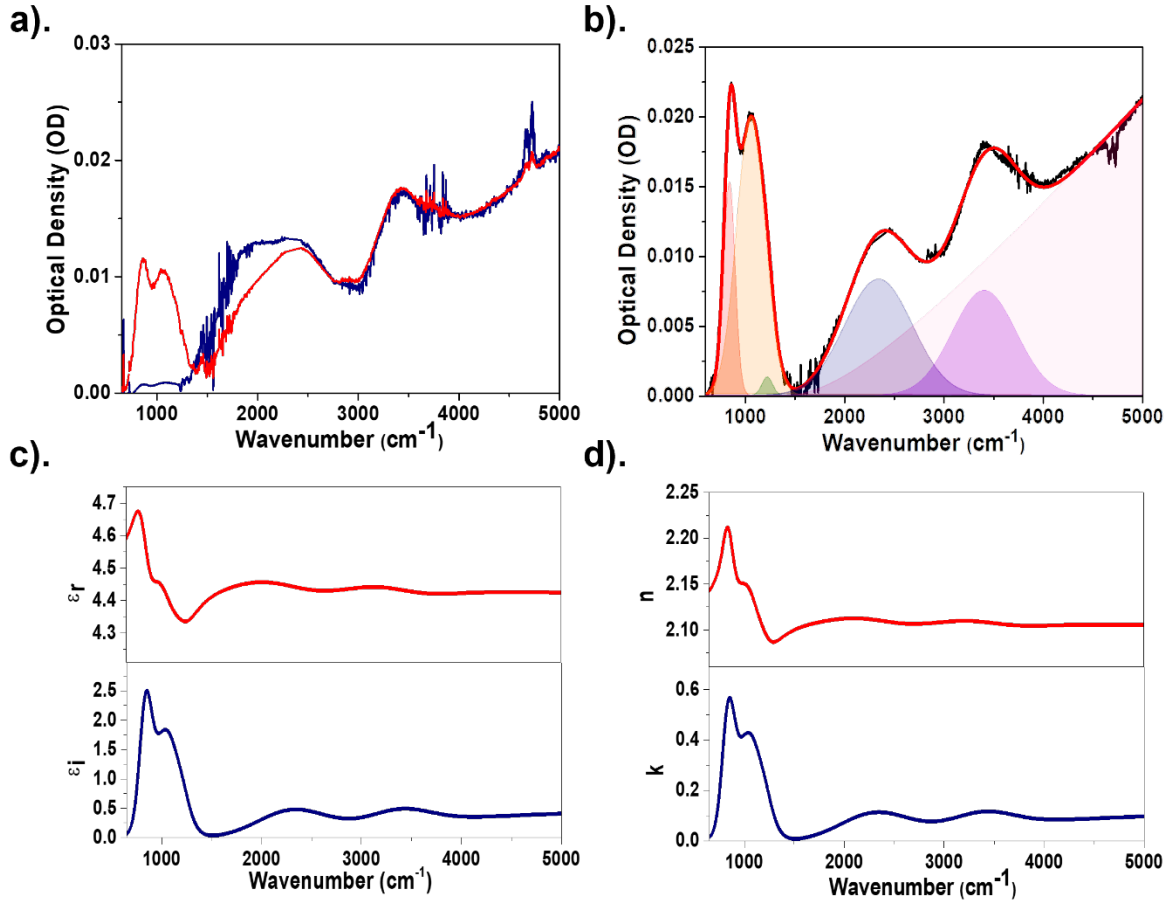 a).
0.03
0.02
0.01
0.00
Optical Density (OD)
1000 2000 3000 4000 5000
Wavenumber (cm-1)
b).
0.025
0.020
0.015
0.010
0.005
0.000
Optical Density (OD)
1000 2000 3000 4000 5000
Wavenumber (cm-1)
c).
4.7
4.6
4.5
4.4
4.3
εr
2.5
2.0
1.5
1.0
0.5
0.0
εi
1000 2000 3000 4000 5000
Wavenumber (cm-1)
d).
2.25
2.20
2.15
2.10
n
0.6
0.4
0.2
0.0
k
1000 2000 3000 4000 5000
Wavenumber (cm-1)